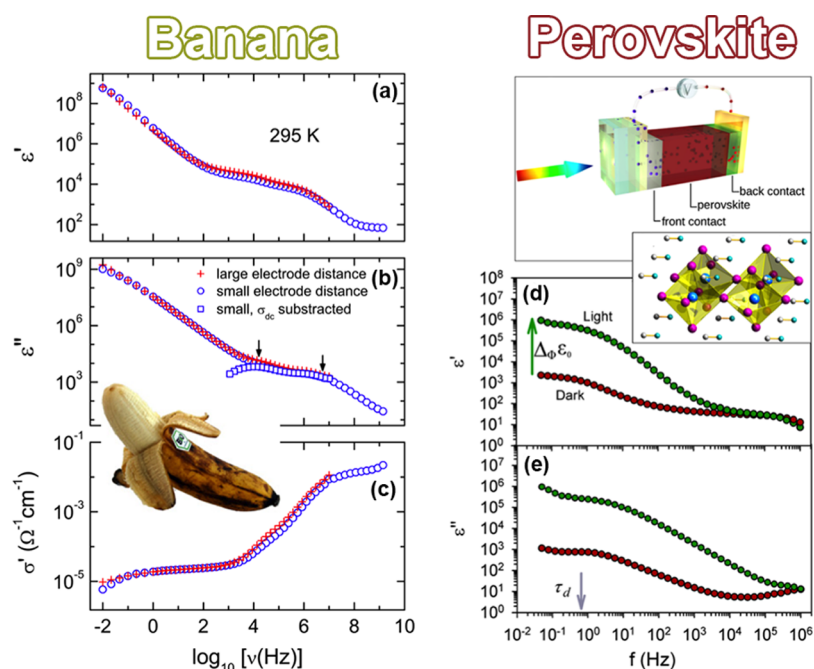 Banana
Perovskite
(a)
295 K
ε'
10⁸
10⁶
10⁴
10²
(b)
+ large electrode distance
○ small electrode distance
□ small, σdc substracted
ε''
10⁹
10⁶
10³
10⁰
(c)
σ' (Ω⁻¹cm⁻¹)
10⁻¹
10⁻³
10⁻⁵
-2 0 2 4 6 8 10
log₁₀ [ν(Hz)]
V
back contact
perovskite
front contact
(d)
Light
ΔΦε₀
Dark
ε'
10⁸
10⁷
10⁶
10⁵
10⁴
10³
10²
10¹
10⁰
(e)
ε''
10⁷
10⁶
10⁵
10⁴
10³
10²
10¹
10⁰
τd
10⁻² 10⁻¹ 10⁰ 10¹ 10² 10³ 10⁴ 10⁵ 10⁶
f (Hz)